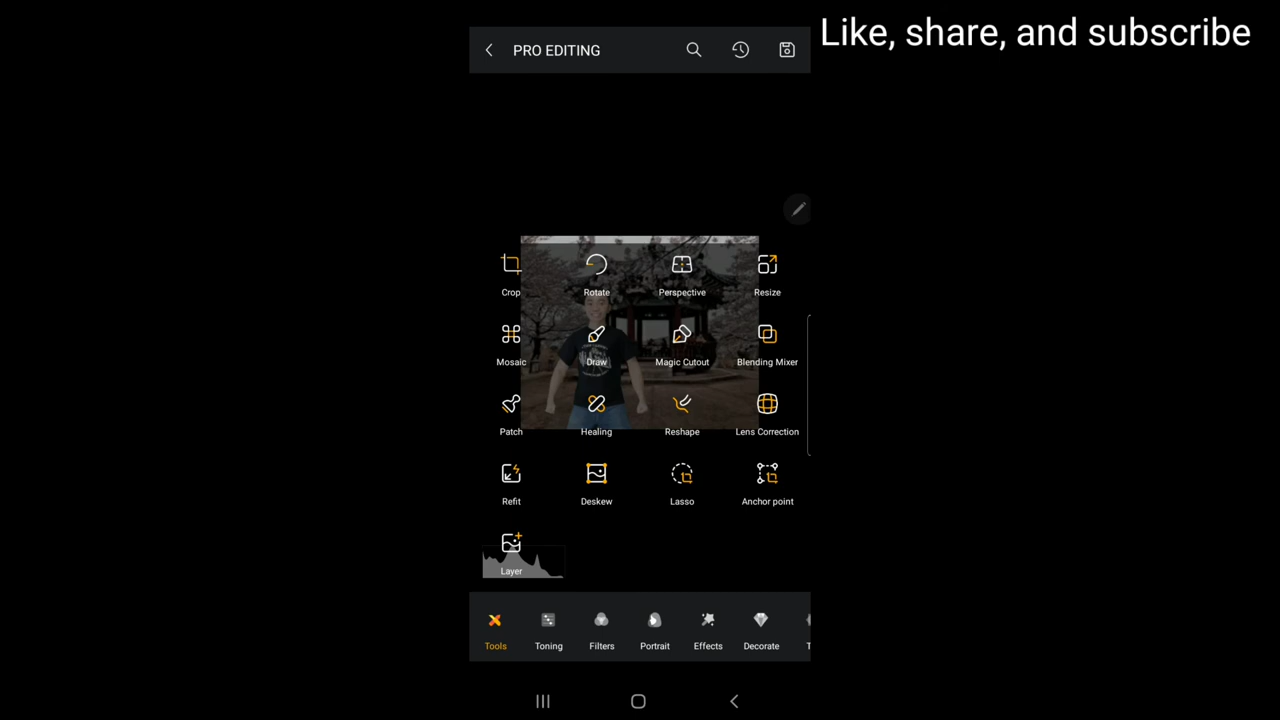 Like, share, and subscribe
PRO EDITING
Crop Rotate Perspective Resize
Mosaic Draw Magic Cutout Blending Mixer
Patch Healing Reshape Lens Correction
Refit Deskew Lasso Anchor point
Layer
Tools Toning Filters Portrait Effects Decorate T